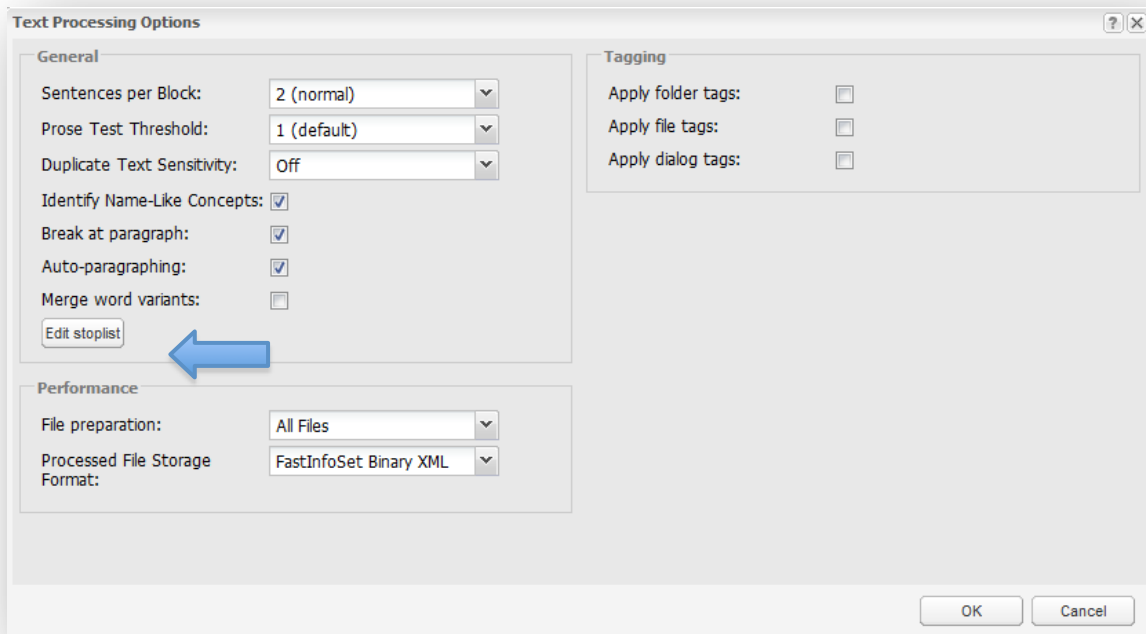 Text Processing Options
General
Sentences per Block: 2 (normal)
Prose Test Threshold: 1 (default)
Duplicate Text Sensitivity: Off
Identify Name-Like Concepts:
Break at paragraph:
Auto-paragraphing:
Merge word variants:
Edit stoplist
Performance
File preparation: All Files
Processed File Storage Format: FastInfoSet Binary XML
Tagging
Apply folder tags:
Apply file tags:
Apply dialog tags:
OK Cancel